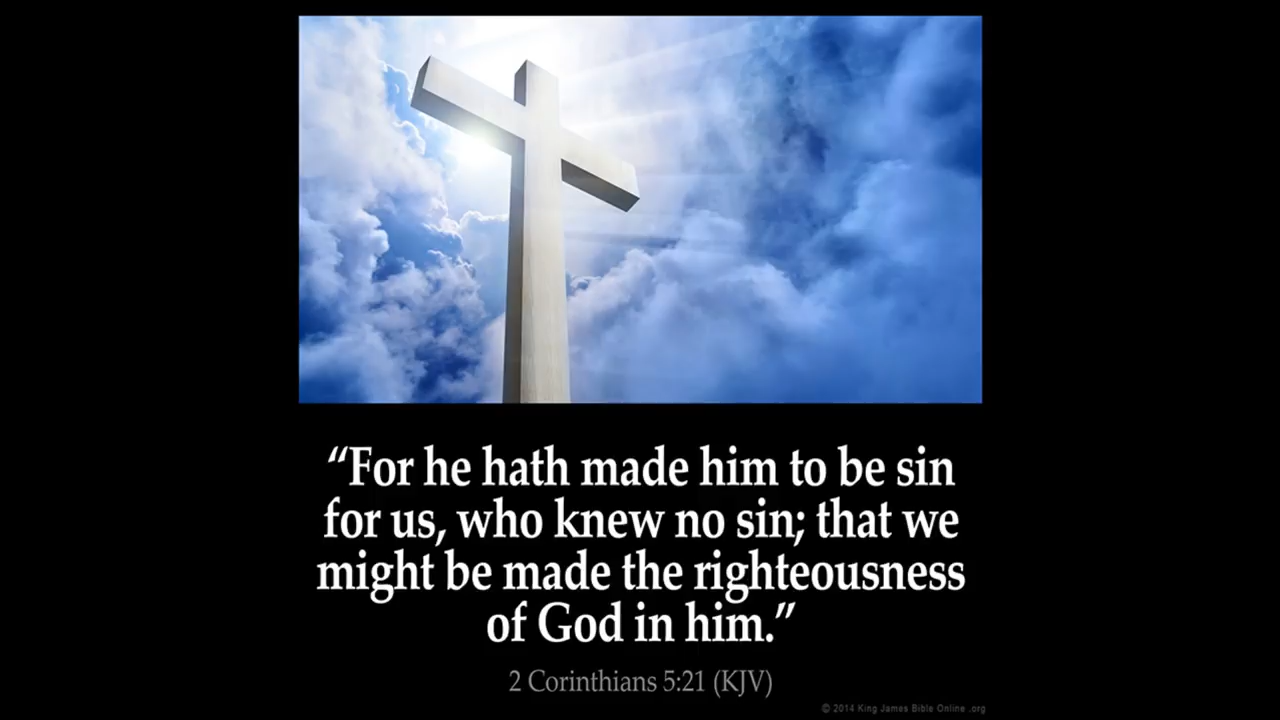 “For he hath made him to be sin
for us, who knew no sin; that we
might be made the righteousness
of God in him.”
2 Corinthians 5:21 (KJV)
© 2014 King James Bible Online .org